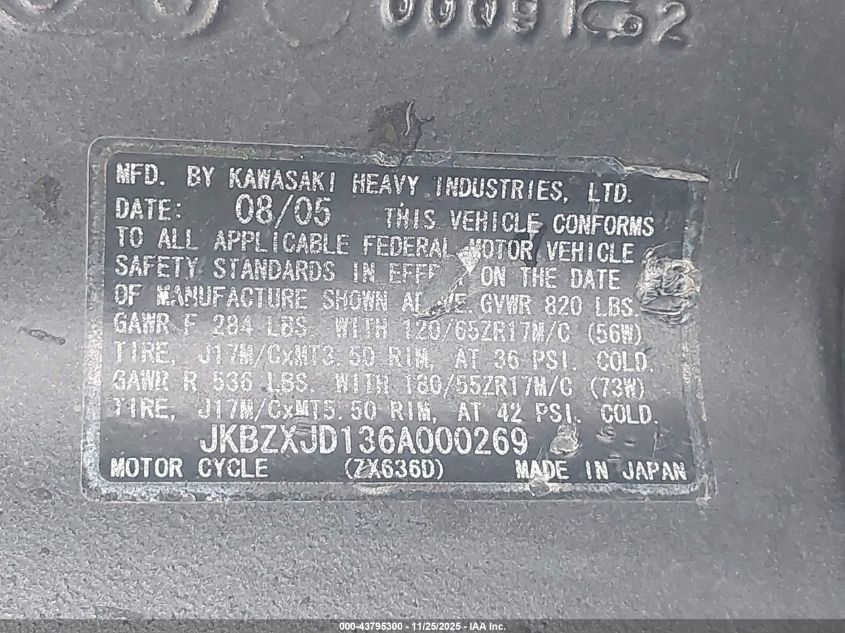 MFD. BY KAWASAKI HEAVY INDUSTRIES, LTD.
DATE: 08/05 THIS VEHICLE CONFORMS
TO ALL APPLICABLE FEDERAL MOTOR VEHICLE
SAFETY STANDARDS IN EFFECT ON THE DATE
OF MANUFACTURE SHOWN ABOVE. GVWR 820 LBS.
GAWR F 284 LBS. WITH 120/65ZR17M/C (56W)
TIRE, J17M/CxMT3.50 RIM, AT 36 PSI. COLD.
GAWR R 536 LBS. WITH 180/55ZR17M/C (73W)
TIRE, J17M/CxMT5.50 RIM, AT 42 PSI. COLD.
JKBZXJD136A000269
MOTOR CYCLE (ZX636D) MADE IN JAPAN
000-43795300 - 11/25/2025 - IAA Inc.